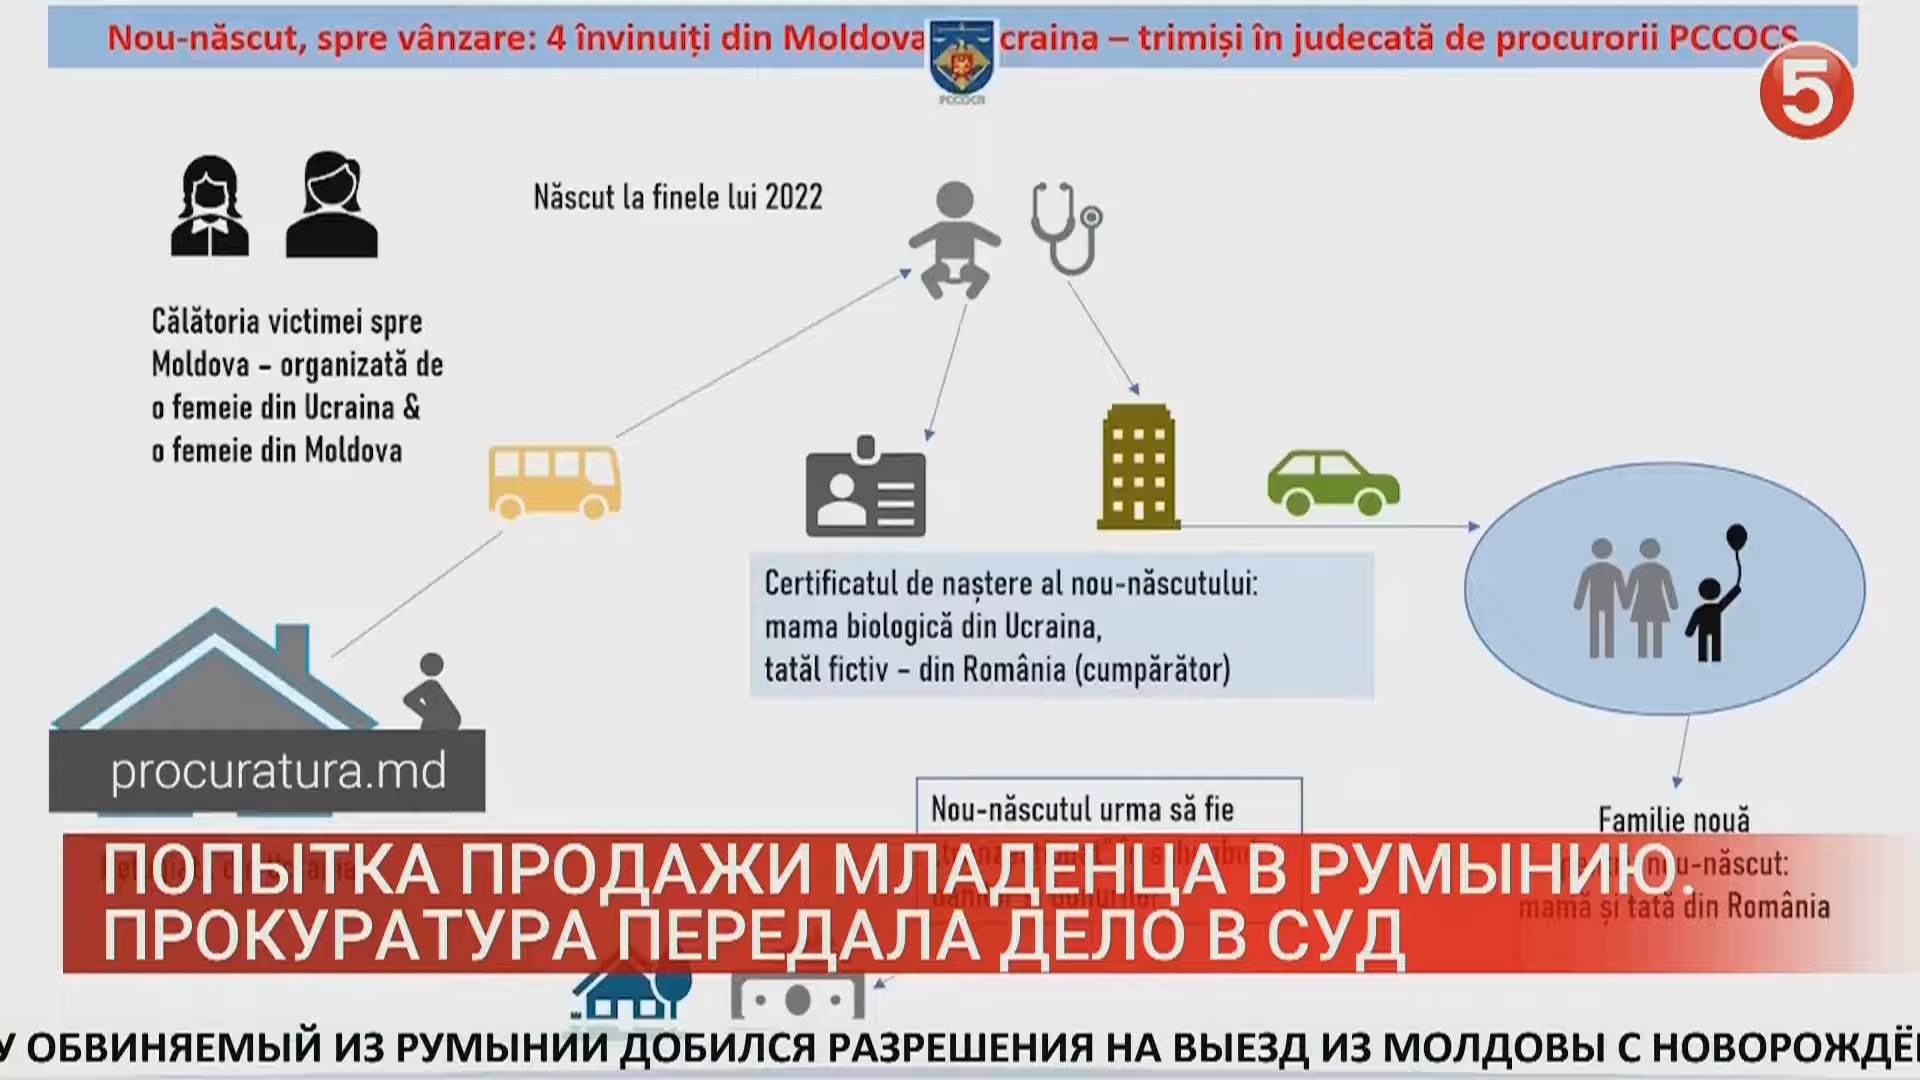 Nou-născut, spre vânzare: 4 învinuiți din Moldova craina – trimiși în judecată de procurorii PCCOCS
PCCOCS
5
Născut la finele lui 2022
Călătoria victimei spre
Moldova – organizată de
o femeie din Ucraina &
o femeie din Moldova
Certificatul de naștere al nou-născutului:
mama biologică din Ucraina,
tatăl fictiv – din România (cumpărător)
procuratura.md
Nou-născutul urma să fie
Familie nouă
nou-născut:
mamă și tată din România
ПОПЫТКА ПРОДАЖИ МЛАДЕНЦА В РУМЫНИЮ.
ПРОКУРАТУРА ПЕРЕДАЛА ДЕЛО В СУД
У ОБВИНЯЕМЫЙ ИЗ РУМЫНИИ ДОБИЛСЯ РАЗРЕШЕНИЯ НА ВЫЕЗД ИЗ МОЛДОВЫ С НОВОРОЖДЁ